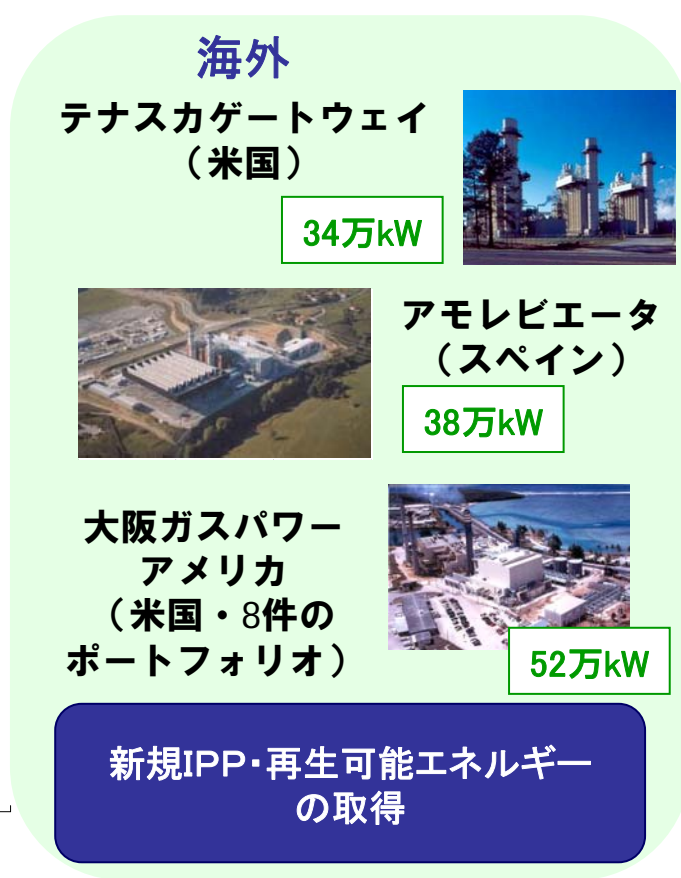 海外
テナスカゲートウェイ
（米国）
34万kW
アモレビエータ
（スペイン）
38万kW
大阪ガスパワー
アメリカ
（米国・8件の
ポートフォリオ）
52万kW
新規IPP・再生可能エネルギー
の取得